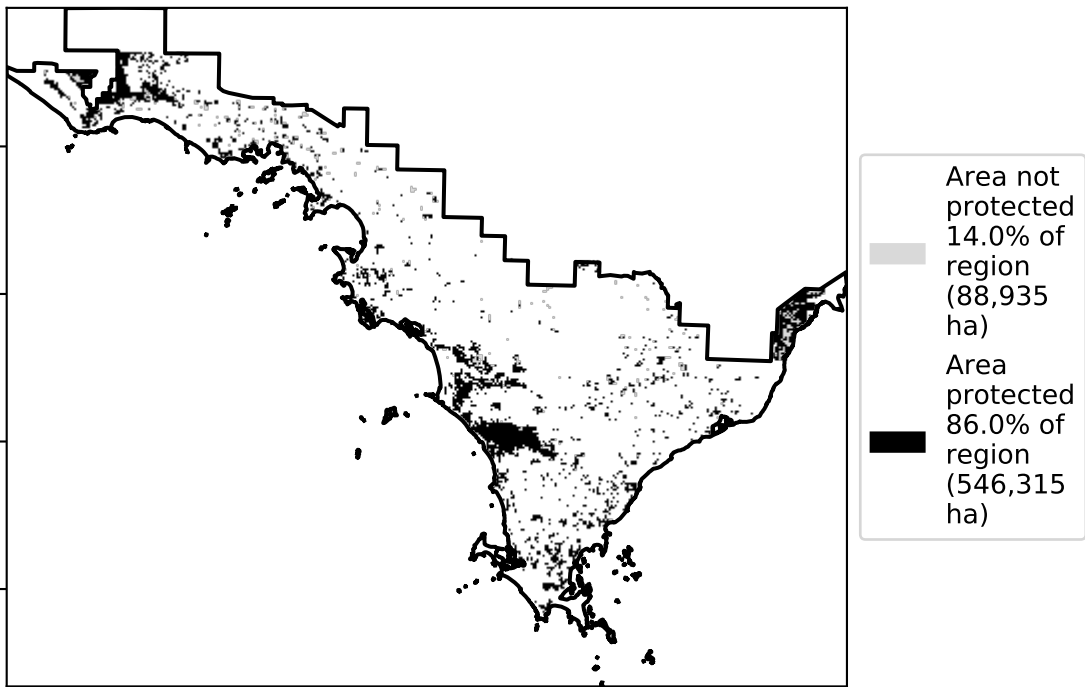 Area not
protected
14.0% of
region
(88,935
ha)
Area
protected
86.0% of
region
(546,315
ha)